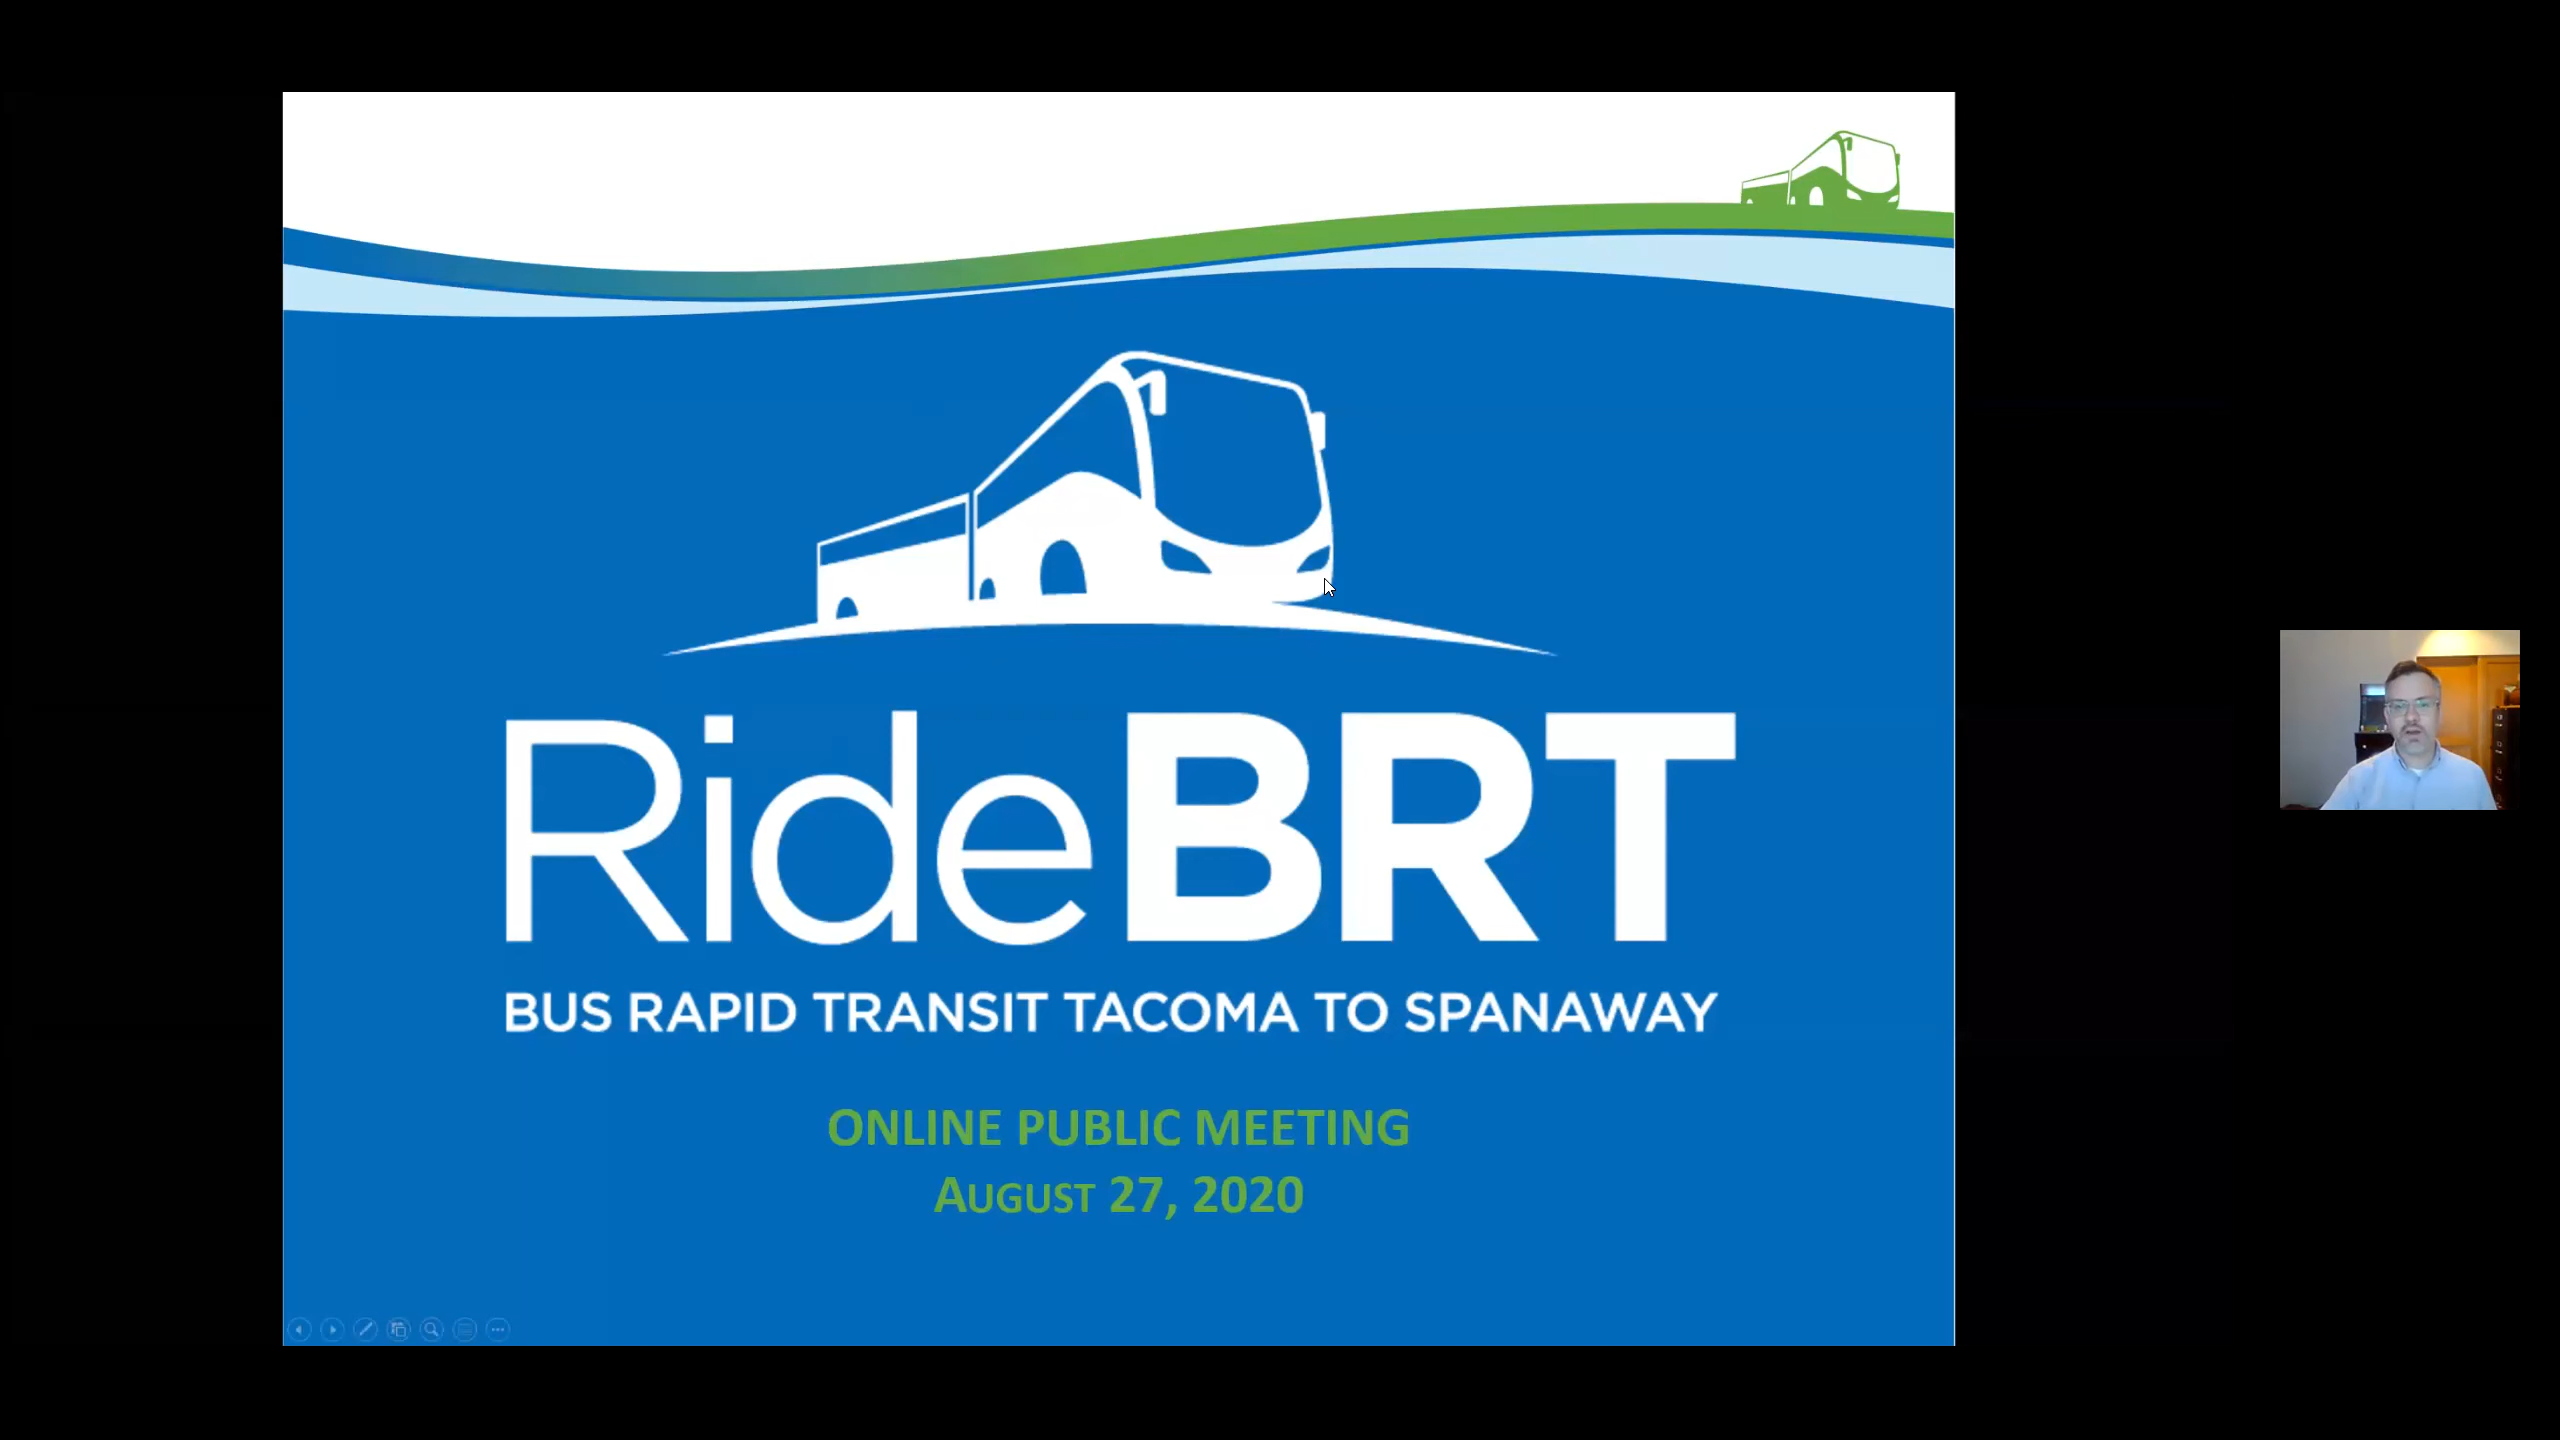 RideBRT
BUS RAPID TRANSIT TACOMA TO SPANAWAY
ONLINE PUBLIC MEETING
AUGUST 27, 2020